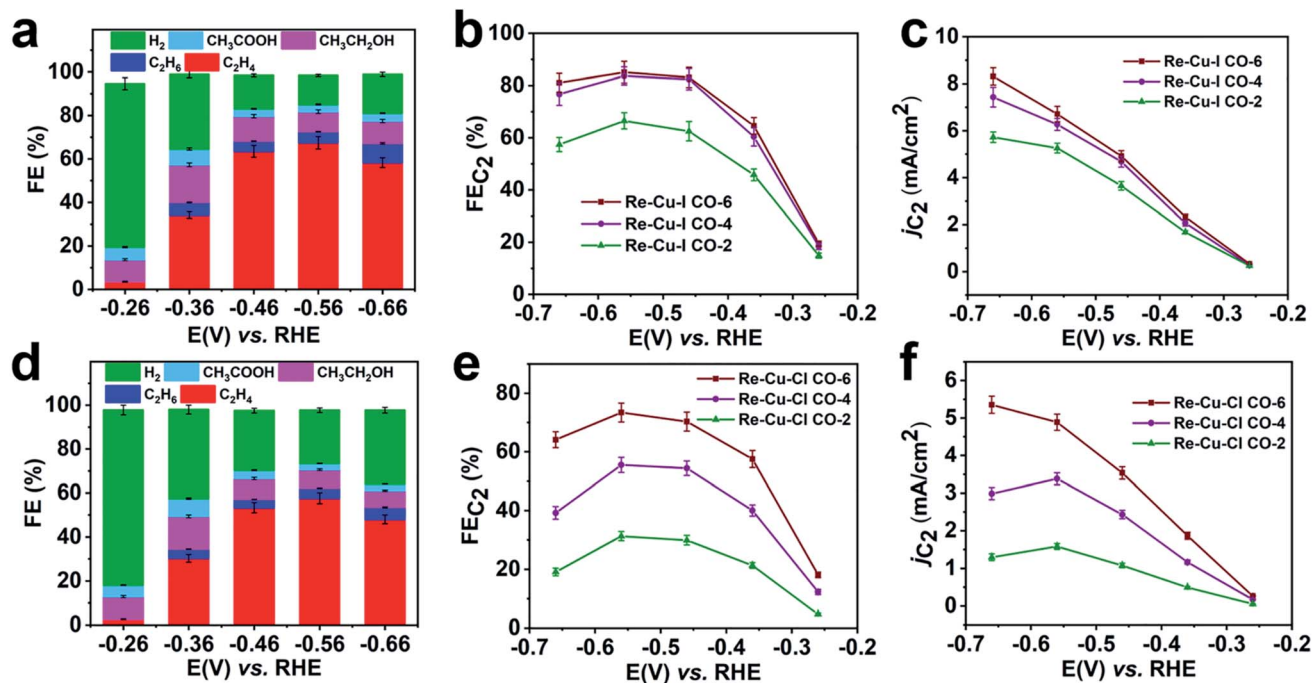 a
H₂ CH₃COOH CH₃CH₂OH
C₂H₆ C₂H₄
FE (%)
100
80
60
40
20
0
-0.26 -0.36 -0.46 -0.56 -0.66
E(V) vs. RHE
b
FE_C₂ (%)
100
80
60
40
20
0
Re-Cu-I CO-6
Re-Cu-I CO-4
Re-Cu-I CO-2
-0.7 -0.6 -0.5 -0.4 -0.3 -0.2
E(V) vs. RHE
c
j_C₂ (mA/cm²)
10
8
6
4
2
0
Re-Cu-I CO-6
Re-Cu-I CO-4
Re-Cu-I CO-2
-0.7 -0.6 -0.5 -0.4 -0.3 -0.2
E(V) vs. RHE
d
H₂ CH₃COOH CH₃CH₂OH
C₂H₆ C₂H₄
FE (%)
100
80
60
40
20
0
-0.26 -0.36 -0.46 -0.56 -0.66
E(V) vs. RHE
e
FE_C₂ (%)
80
60
40
20
0
Re-Cu-Cl CO-6
Re-Cu-Cl CO-4
Re-Cu-Cl CO-2
-0.7 -0.6 -0.5 -0.4 -0.3 -0.2
E(V) vs. RHE
f
j_C₂ (mA/cm²)
6
5
4
3
2
1
0
Re-Cu-Cl CO-6
Re-Cu-Cl CO-4
Re-Cu-Cl CO-2
-0.7 -0.6 -0.5 -0.4 -0.3 -0.2
E(V) vs. RHE